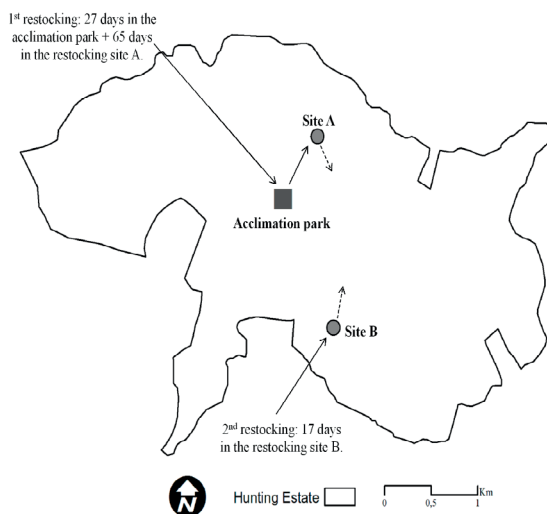 1st restocking: 27 days in the
acclimation park + 65 days
in the restocking site A.
Site A
Acclimation park
Site B
2nd restocking: 17 days
in the restocking site B.
N
Hunting Estate
Km
0 0,5 1